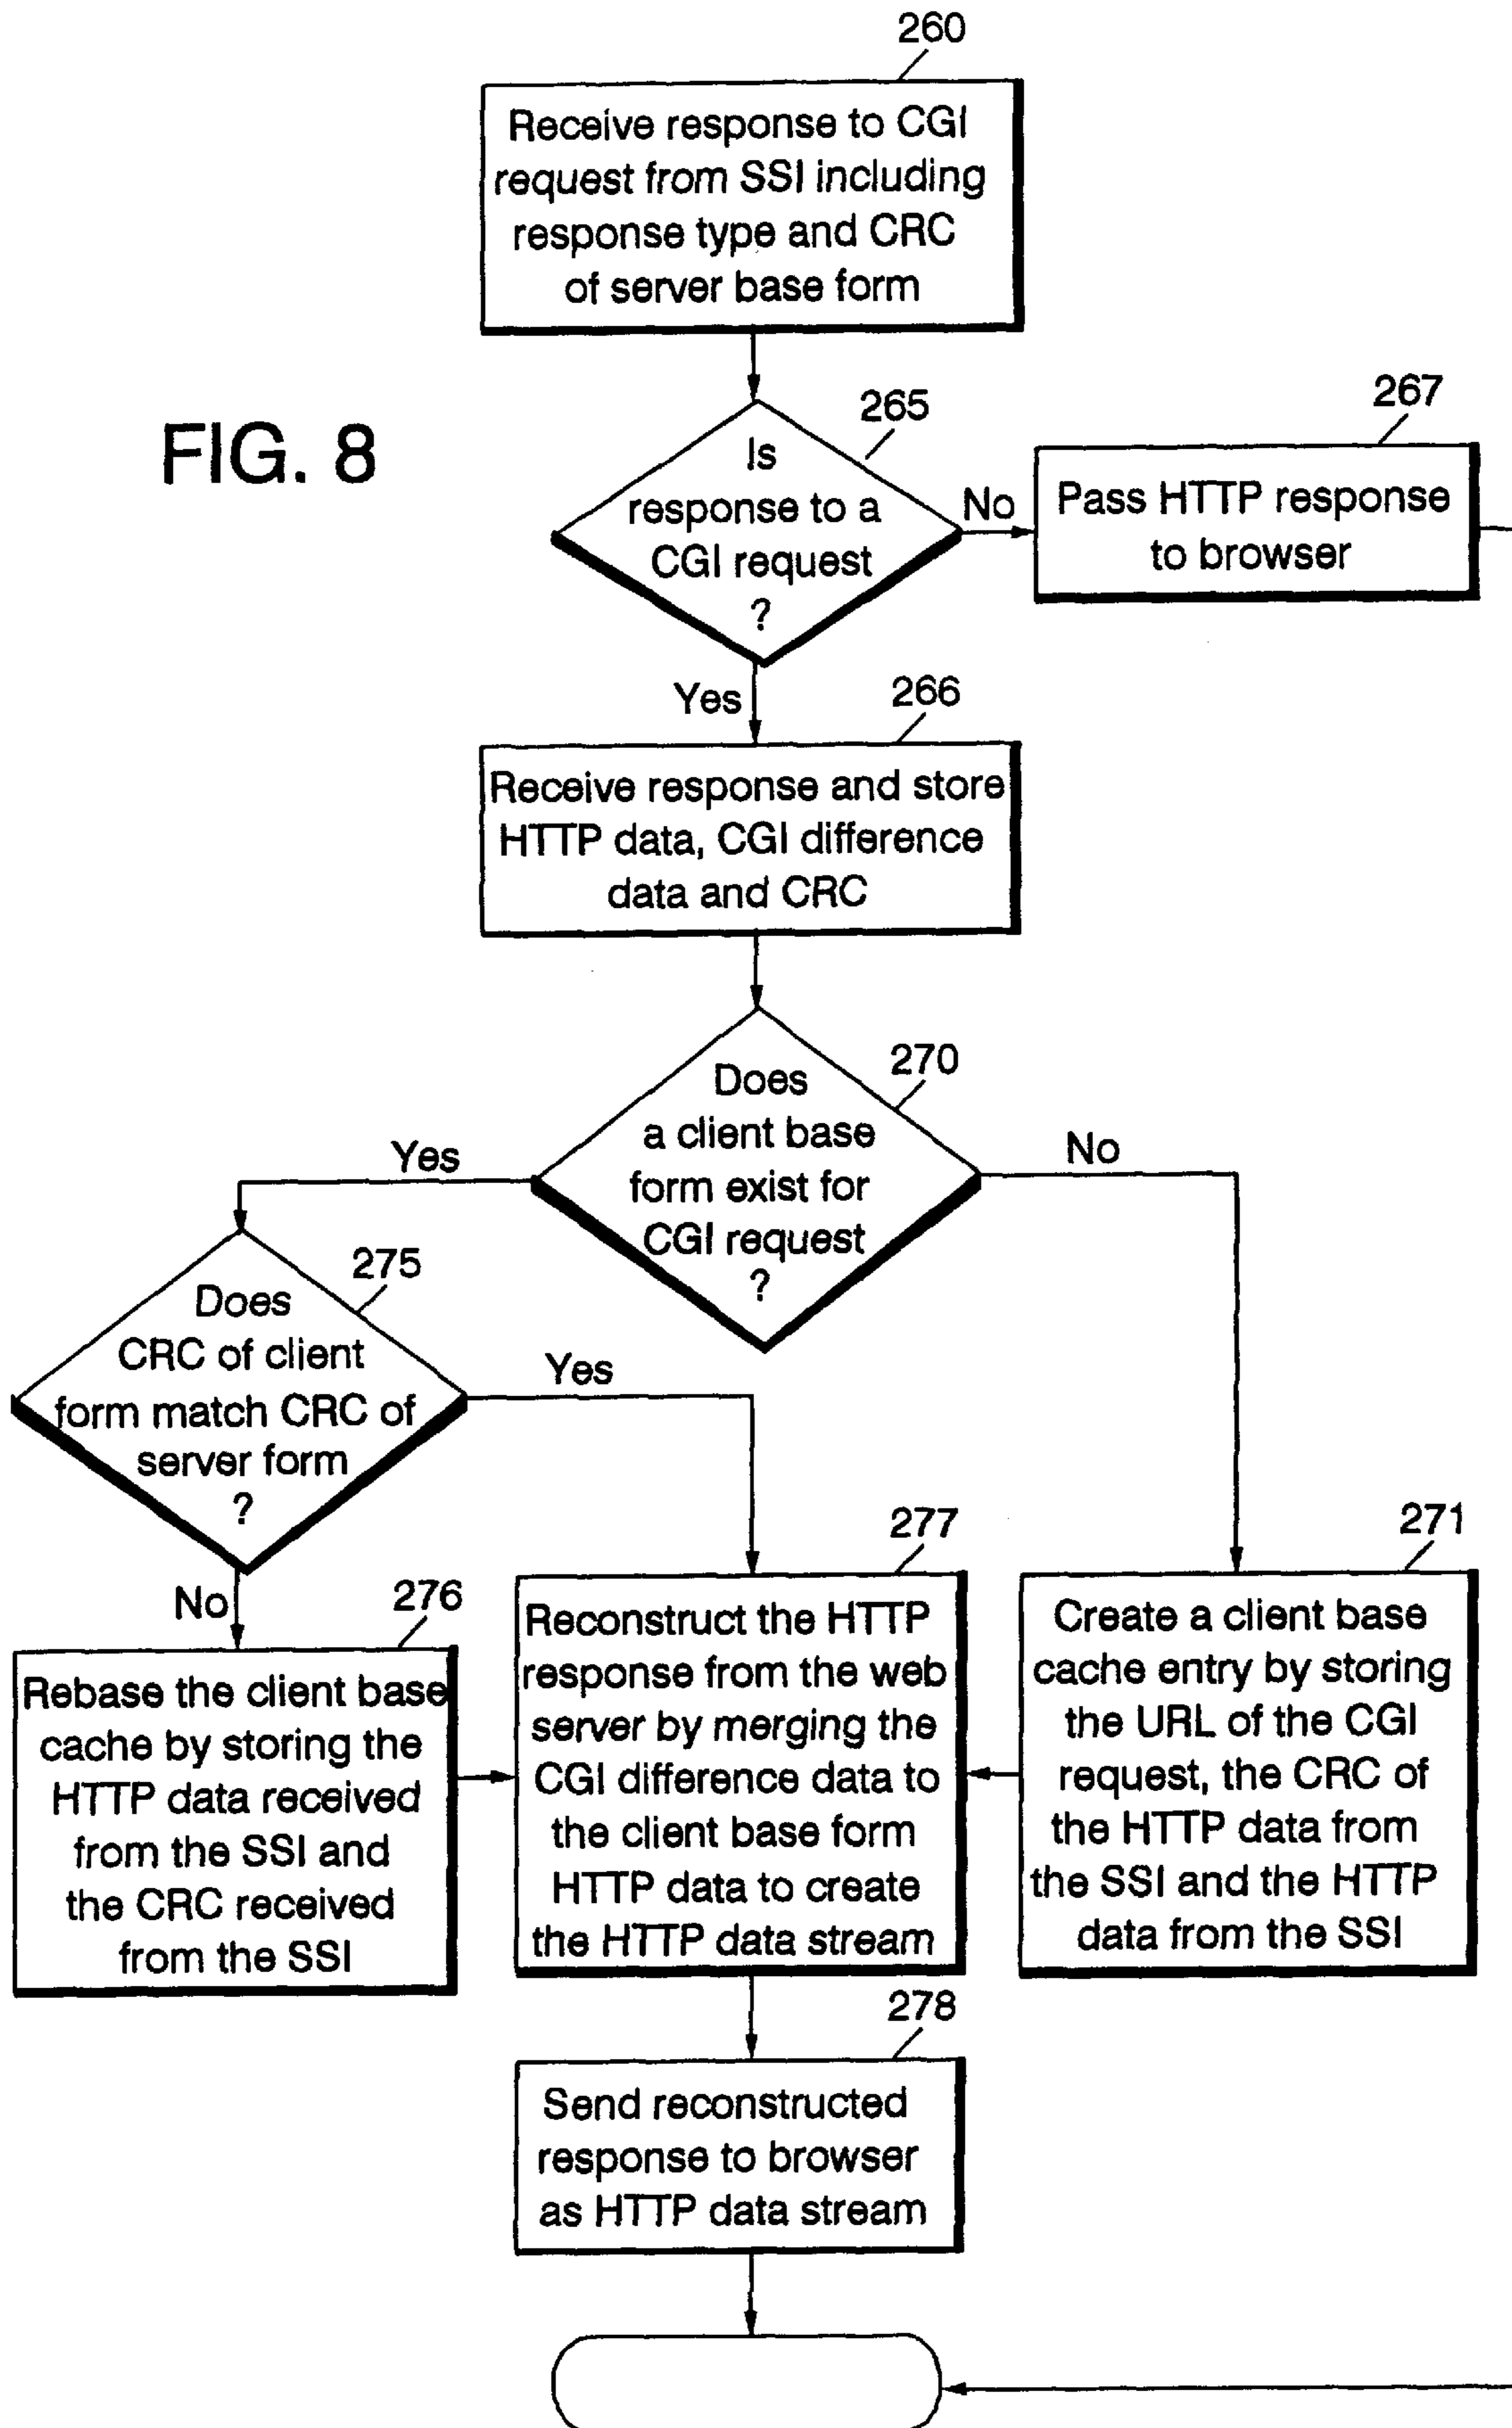 260
Receive response to CGI
request from SSI including
response type and CRC
of server base form
FIG. 8
265
Is
response to a
CGI request
?
No
267
Pass HTTP response
to browser
Yes
266
Receive response and store
HTTP data, CGI difference
data and CRC
270
Does
a client base
form exist for
CGI request
?
Yes
No
275
Does
CRC of client
form match CRC of
server form
?
Yes
No
276
Rebase the client base
cache by storing the
HTTP data received
from the SSI and
the CRC received
from the SSI
277
Reconstruct the HTTP
response from the web
server by merging the
CGI difference data to
the client base form
HTTP data to create
the HTTP data stream
271
Create a client base
cache entry by storing
the URL of the CGI
request, the CRC of
the HTTP data from
the SSI and the HTTP
data from the SSI
278
Send reconstructed
response to browser
as HTTP data stream